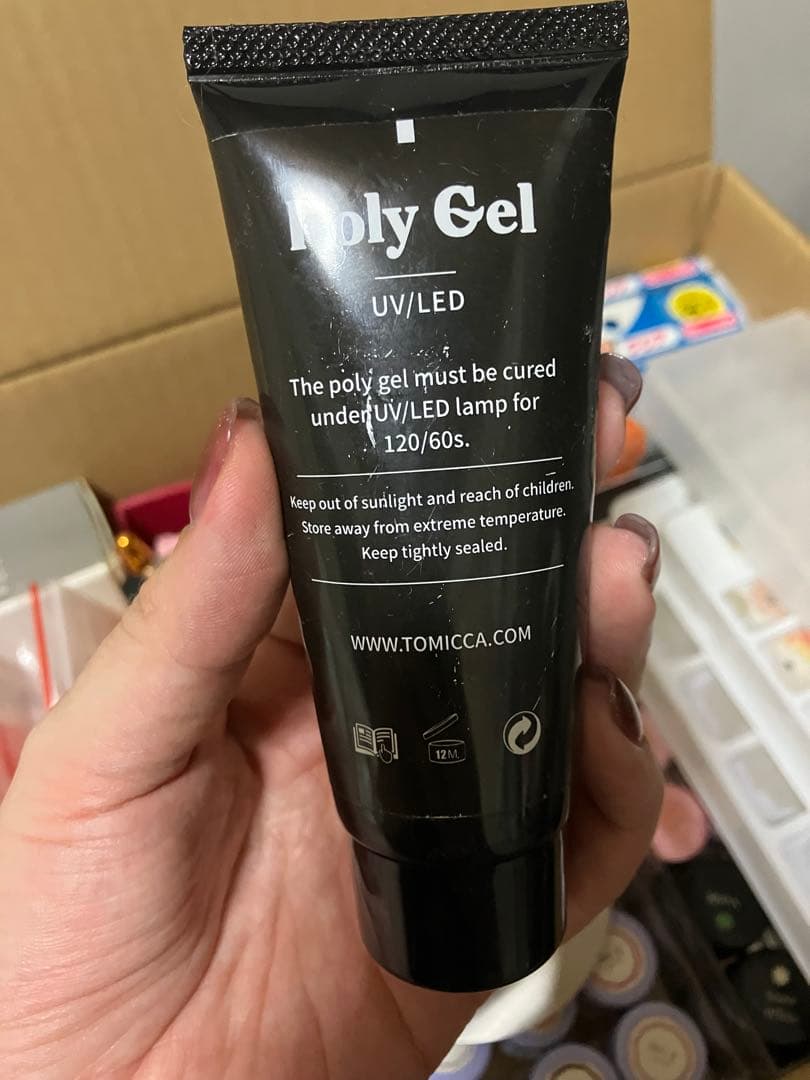 Poly Gel
UV/LED
The poly gel must be cured
under UV/LED lamp for
120/60s.
Keep out of sunlight and reach of children.
Store away from extreme temperature.
Keep tightly sealed.
WWW.TOMICCA.COM
12M